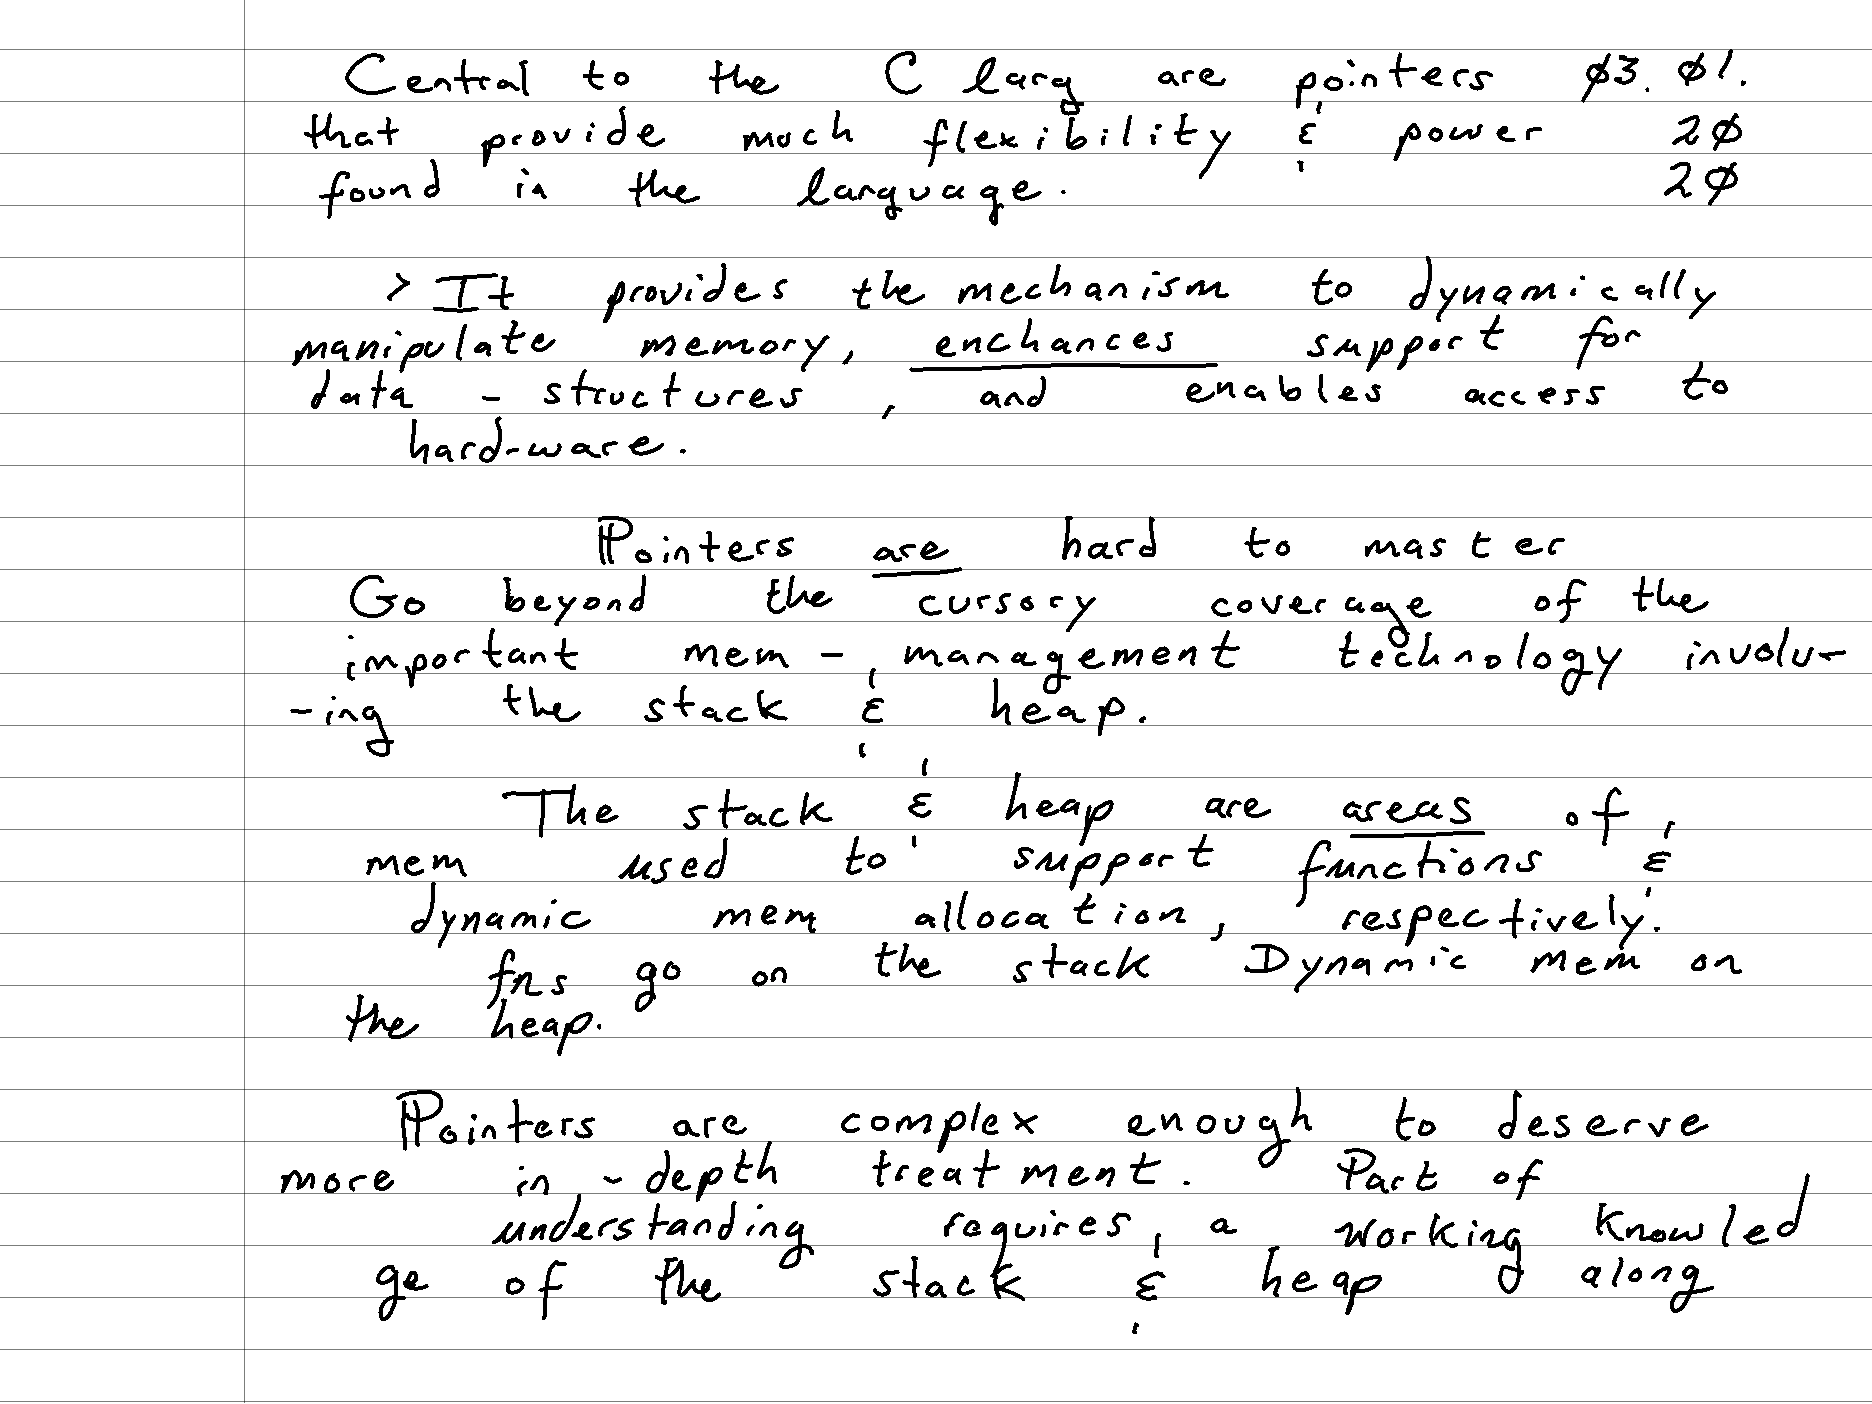 Central to the C lang are pointers Ø3. Ø1.
that provide much flexibility & power 2Ø
found in the language. 2Ø
> It provides the mechanism to dynamically
manipulate memory, enchances support for
data - structures, and enables access to
hard-ware.
Pointers are hard to master
Go beyond the cursory coverage of the
important mem - management technology involv-
-ing the stack & heap.
The stack & heap are areas of
mem used to support functions &
dynamic mem allocation, respectively.
fns go on the stack Dynamic mem on
the heap.
Pointers are complex enough to deserve
more in - depth treatment. Part of
understanding requires a working knowled
ge of the stack & heap along